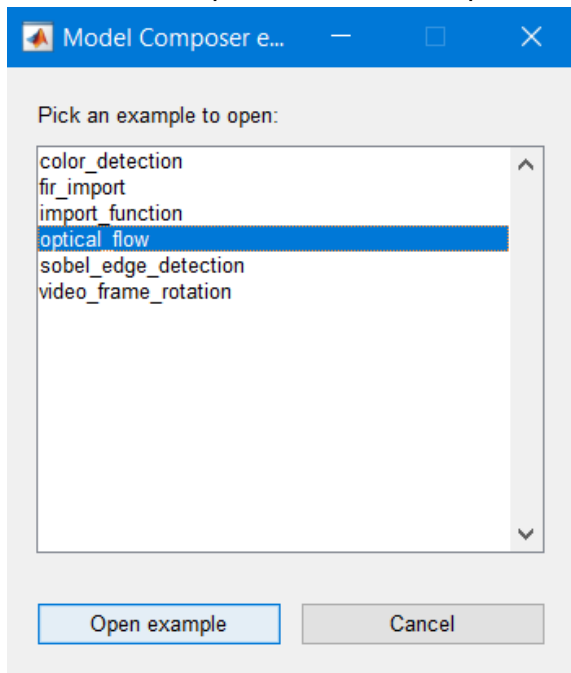 Model Composer e...
Pick an example to open:
color_detection
fir_import
import_function
optical_flow
sobel_edge_detection
video_frame_rotation
Open example
Cancel